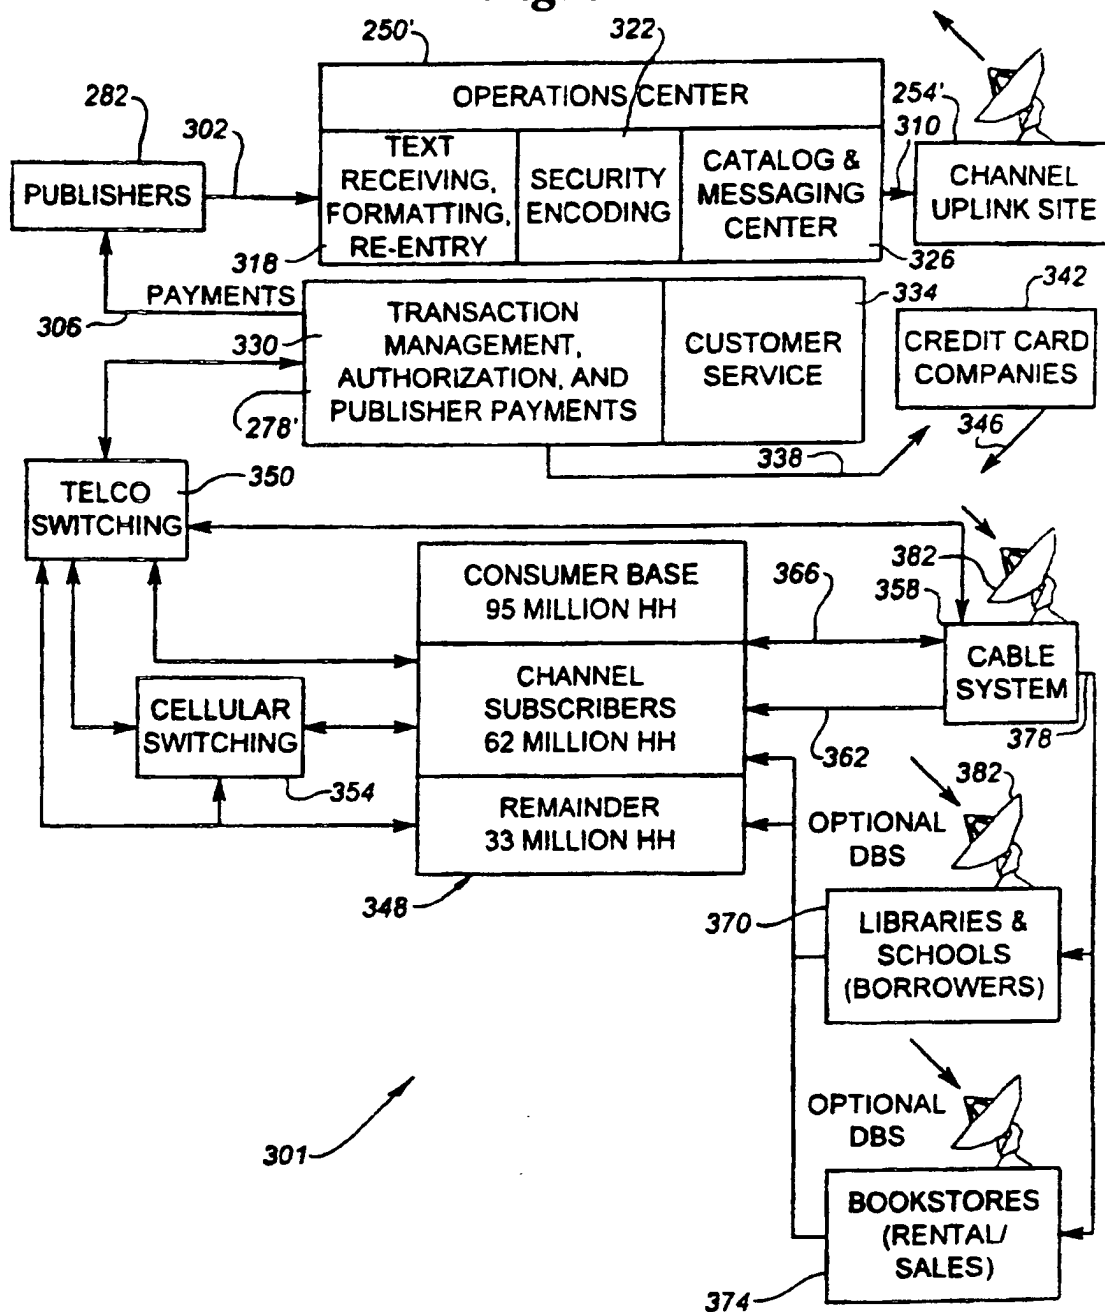 250'
322
282
302
254'
310
OPERATIONS CENTER
PUBLISHERS
TEXT
RECEIVING,
FORMATTING,
RE-ENTRY
SECURITY
ENCODING
CATALOG &
MESSAGING
CENTER
CHANNEL
UPLINK SITE
318
326
PAYMENTS
306
330
278'
TRANSACTION
MANAGEMENT,
AUTHORIZATION, AND
PUBLISHER PAYMENTS
CUSTOMER
SERVICE
334
342
CREDIT CARD
COMPANIES
346
338
350
TELCO
SWITCHING
382
358
366
CONSUMER BASE
95 MILLION HH
CHANNEL
SUBSCRIBERS
62 MILLION HH
REMAINDER
33 MILLION HH
CABLE
SYSTEM
378
362
CELLULAR
SWITCHING
354
348
382
OPTIONAL
DBS
370
LIBRARIES &
SCHOOLS
(BORROWERS)
301
OPTIONAL
DBS
BOOKSTORES
(RENTAL/
SALES)
374